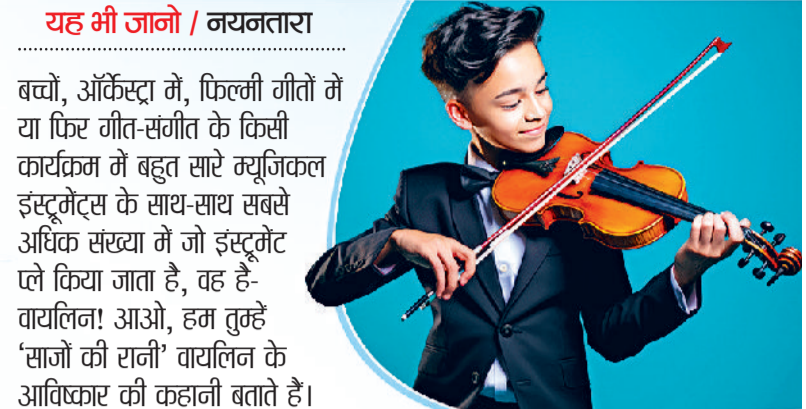 यह भी जानो / नयनतारा
बच्चों, ऑर्केस्ट्रा में, फिल्मी गीतों में
या फिर गीत-संगीत के किसी
कार्यक्रम में बहुत सारे म्यूजिकल
इंस्ट्रूमेंट्स के साथ-साथ सबसे
अधिक संख्या में जो इंस्ट्रूमेंट
प्ले किया जाता है, वह है-
वायलिन! आओ, हम तुम्हें
‘साजों की रानी’ वायलिन के
आविष्कार की कहानी बताते हैं।